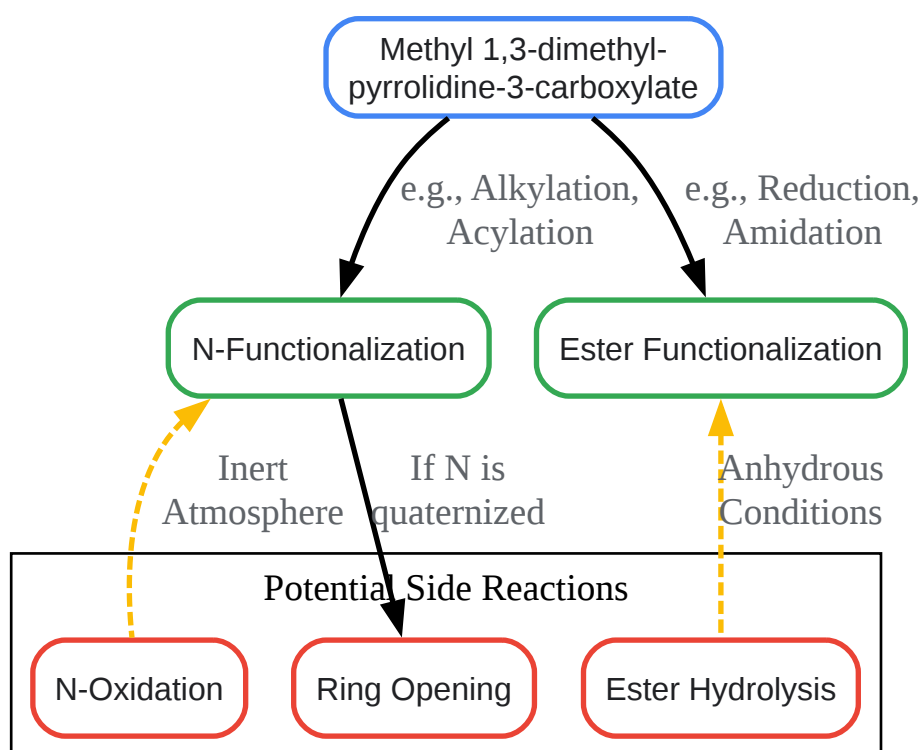 Methyl 1,3-dimethyl-
pyrrolidine-3-carboxylate
e.g., Alkylation,
Acylation
e.g., Reduction,
Amidation
N-Functionalization
Ester Functionalization
Inert
Atmosphere
If N is
quaternized
Anhydrous
Conditions
Potential Side Reactions
N-Oxidation
Ring Opening
Ester Hydrolysis